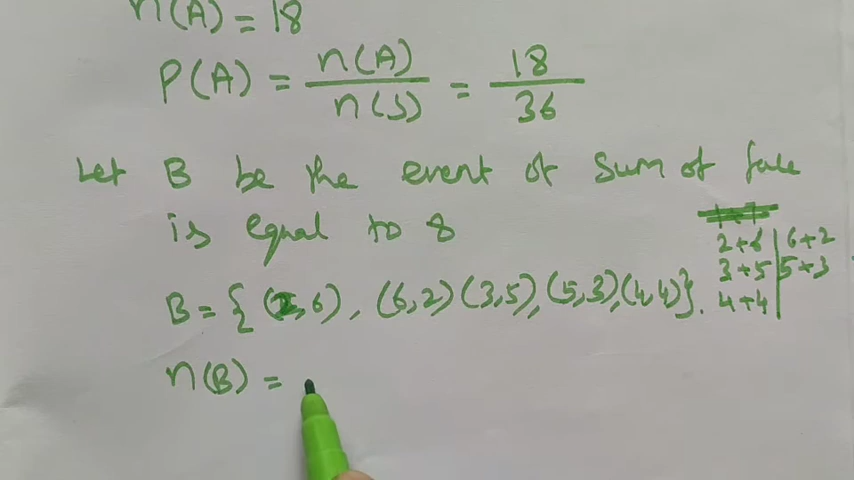 n(A) = 18
P(A) = n(A) / n(S) = 18 / 36
Let B be the event of Sum of face
is equal to 8
2+6 | 6+2
3+5 | 5+3
4+4
B = { (2,6) , (6,2) (3,5) , (5,3) , (4,4) } .
n(B) =